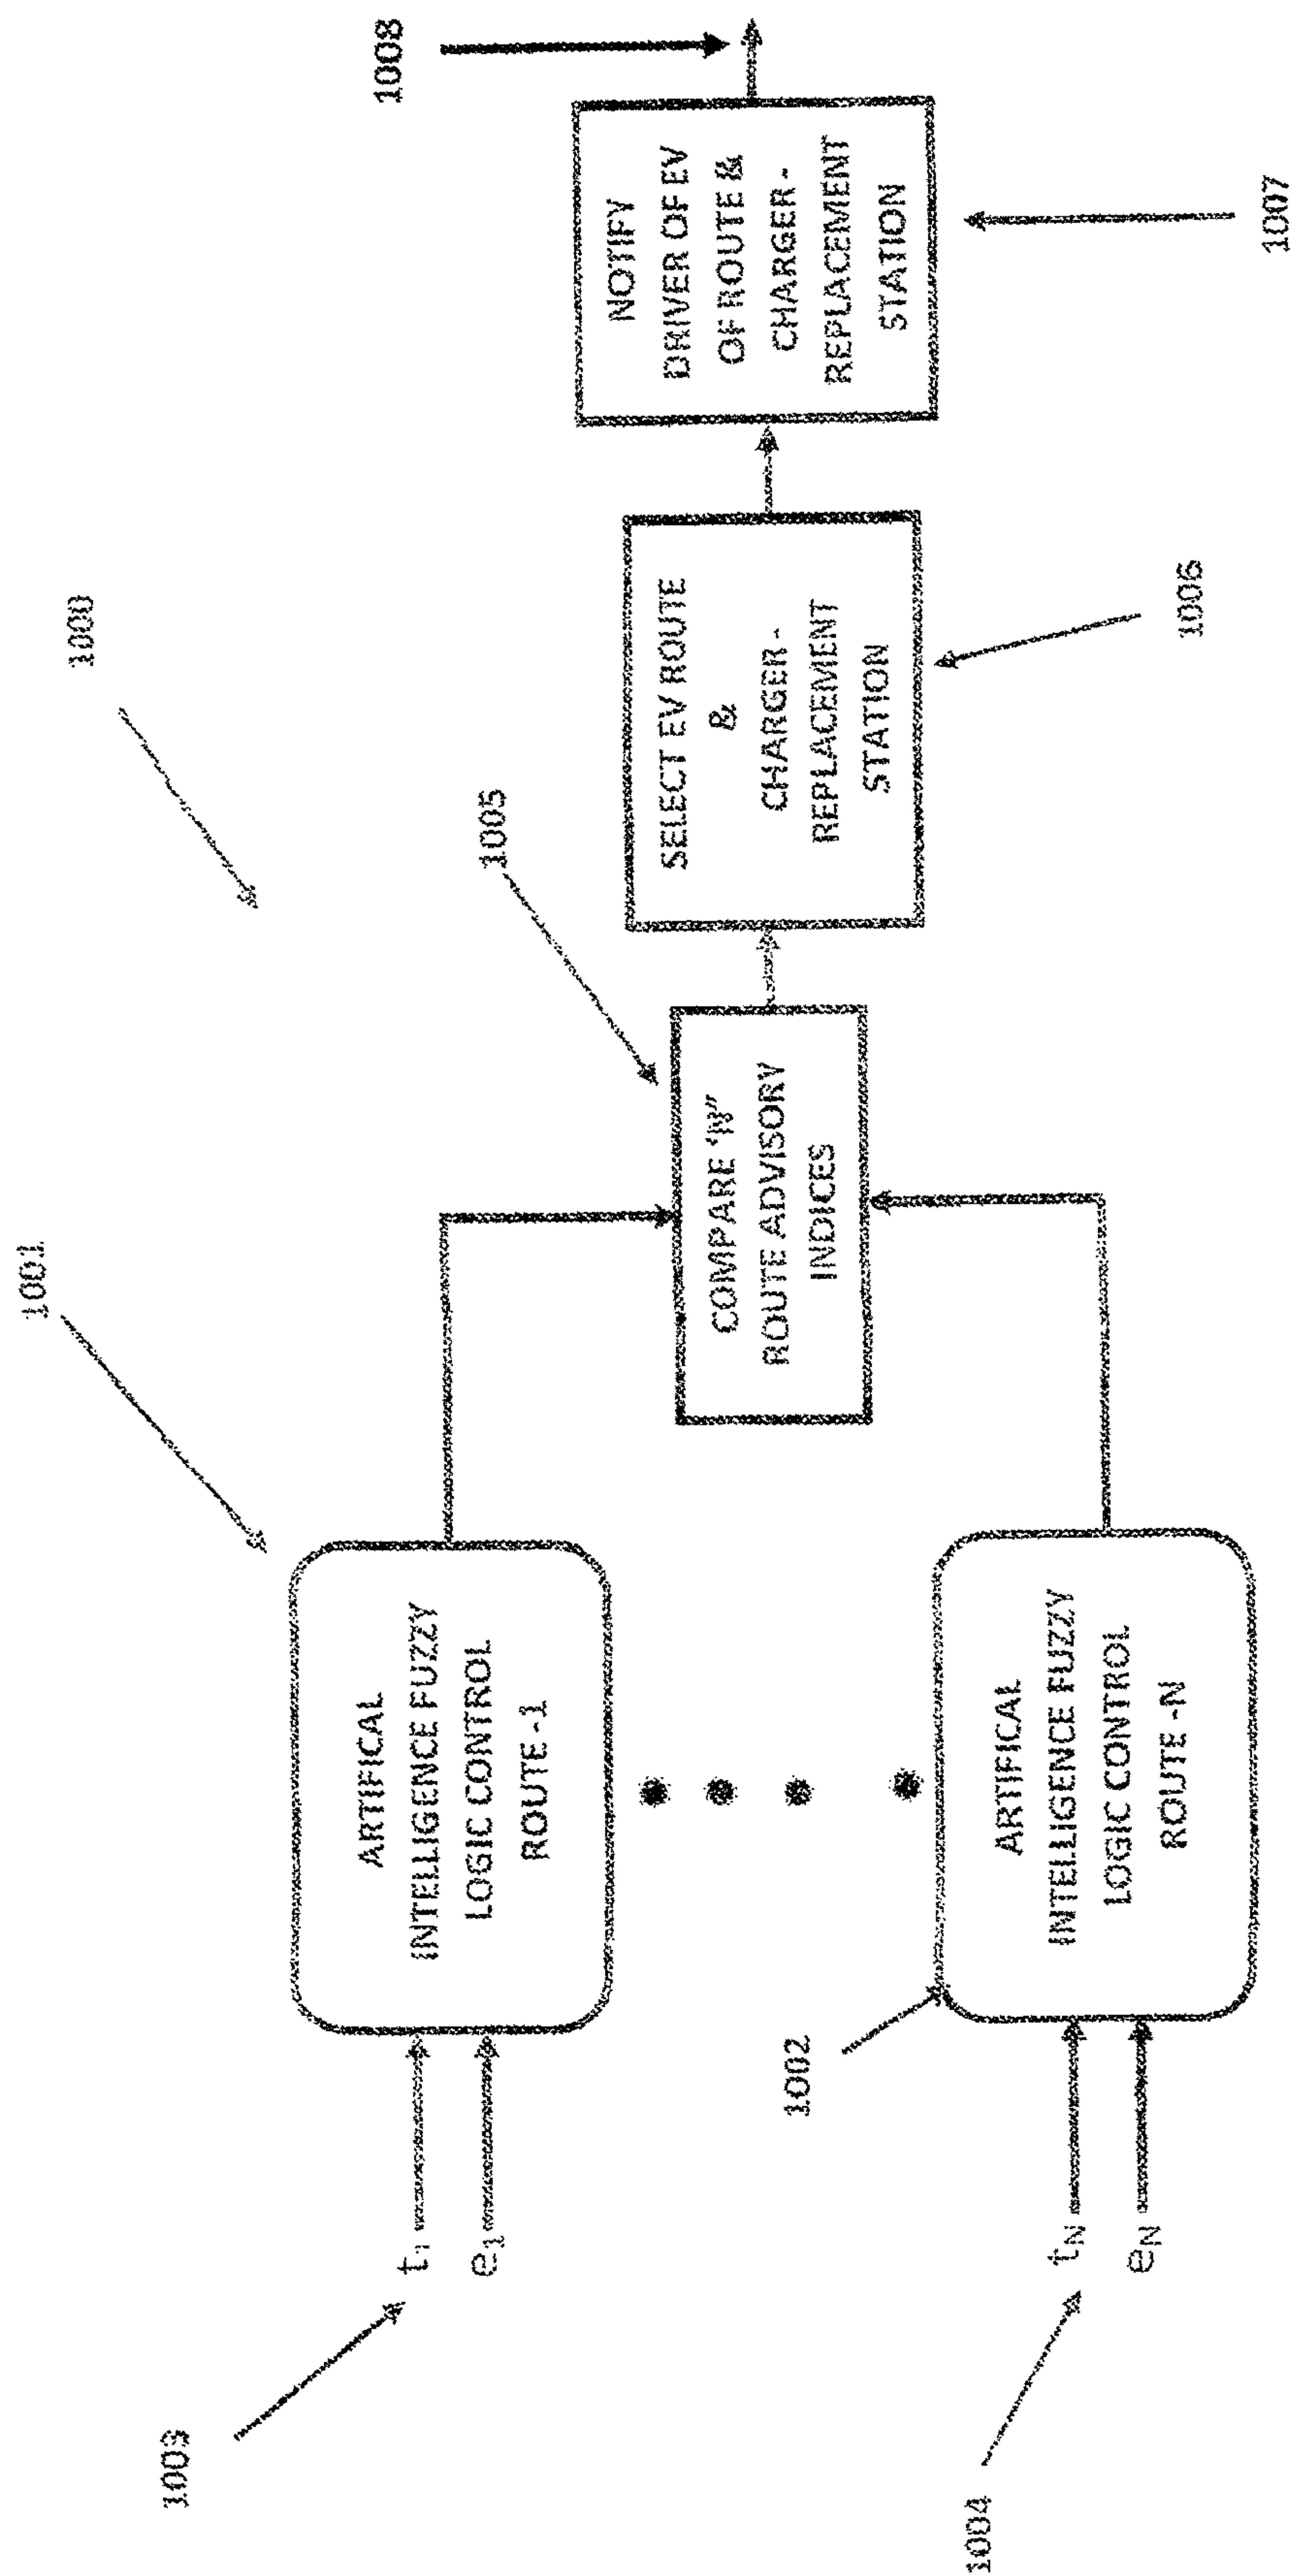 1000
1001
1003
t1
e1
ARTIFICAL
INTELLIGENCE FUZZY
LOGIC CONTROL
ROUTE -1
1002
1004
tN
eN
ARTIFICAL
INTELLIGENCE FUZZY
LOGIC CONTROL
ROUTE -N
1005
COMPARE 'N"
ROUTE ADVISORY
INDICES
SELECT EV ROUTE
&
CHARGER -
REPLACEMENT
STATION
1006
NOTIFY
DRIVER OF EV
OF ROUTE &
CHARGER -
REPLACEMENT
STATION
1007
1008